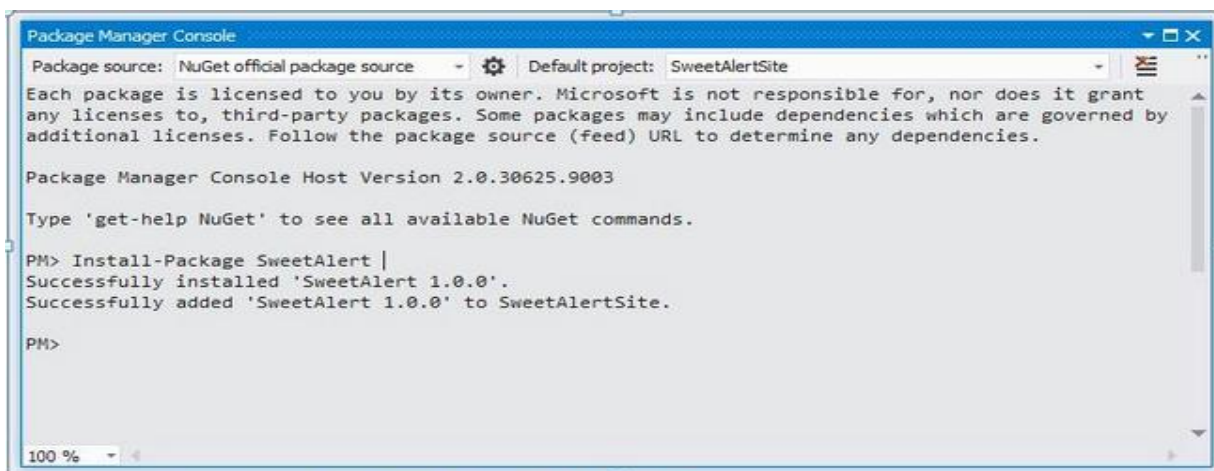 Package Manager Console
Package source: NuGet official package source Default project: SweetAlertSite
Each package is licensed to you by its owner. Microsoft is not responsible for, nor does it grant
any licenses to, third-party packages. Some packages may include dependencies which are governed by
additional licenses. Follow the package source (feed) URL to determine any dependencies.
Package Manager Console Host Version 2.0.30625.9003
Type 'get-help NuGet' to see all available NuGet commands.
PM> Install-Package SweetAlert
Successfully installed 'SweetAlert 1.0.0'.
Successfully added 'SweetAlert 1.0.0' to SweetAlertSite.
PM>
100 %